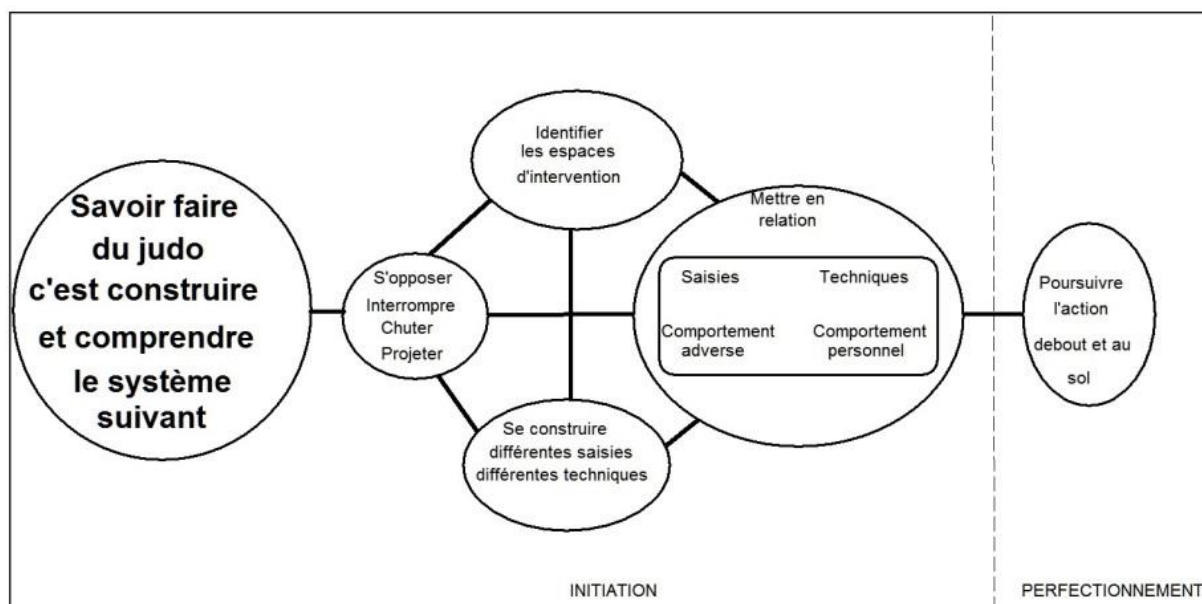 Savoir faire
du judo
c'est construire
et comprendre
le système
suivant
S'opposer
Interrompre
Chuter
Projeter
Identifier
les espaces
d'intervention
Se construire
différentes saisies
différentes techniques
Mettre en
relation
Saisies
Techniques
Comportement
adverse
Comportement
personnel
Poursuivre
l'action
debout et au
sol
INITIATION
PERFECTIONNEMENT